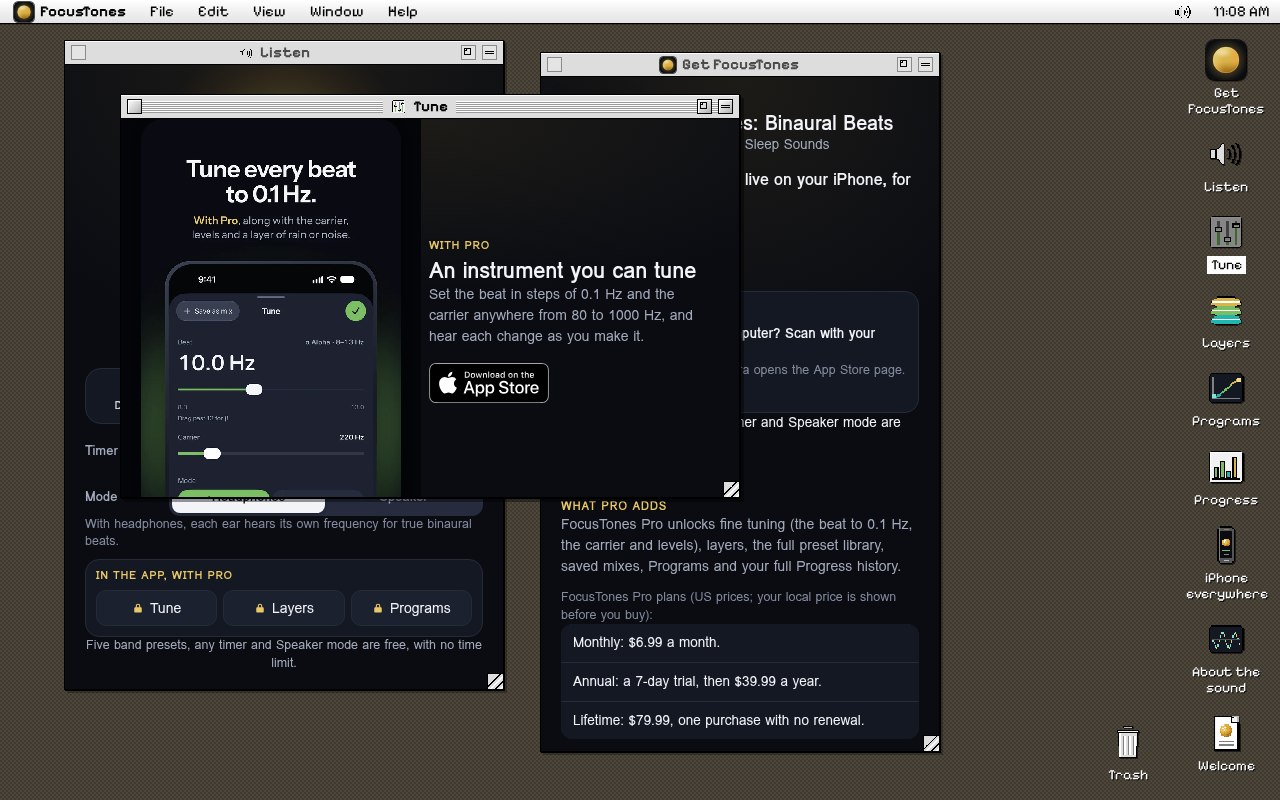 FocusTones File Edit View Window Help 11:08 AM
Listen
Get FocusTones
Tune
Tune every beat
to 0.1 Hz.
With Pro, along with the carrier,
levels and a layer of rain or noise.
9:41
Save as mix Tune
10.0 Hz
Drag past 13 for β
Carrier 220 Hz
Mode
WITH PRO
An instrument you can tune
Set the beat in steps of 0.1 Hz and the
carrier anywhere from 80 to 1000 Hz, and
hear each change as you make it.
Download on the
App Store
Timer
Mode
With headphones, each ear hears its own frequency for true binaural
beats.
IN THE APP, WITH PRO
Tune Layers Programs
Five band presets, any timer and Speaker mode are free, with no time
limit.
s: Binaural Beats
Sleep Sounds
live on your iPhone, for
puter? Scan with your
ra opens the App Store page.
er and Speaker mode are
WHAT PRO ADDS
FocusTones Pro unlocks fine tuning (the beat to 0.1 Hz,
the carrier and levels), layers, the full preset library,
saved mixes, Programs and your full Progress history.
FocusTones Pro plans (US prices; your local price is shown
before you buy):
Monthly: $6.99 a month.
Annual: a 7-day trial, then $39.99 a year.
Lifetime: $79.99, one purchase with no renewal.
Get
FocusTones
Listen
Tune
Layers
Programs
Progress
iPhone
everywhere
About the
sound
Welcome
Trash